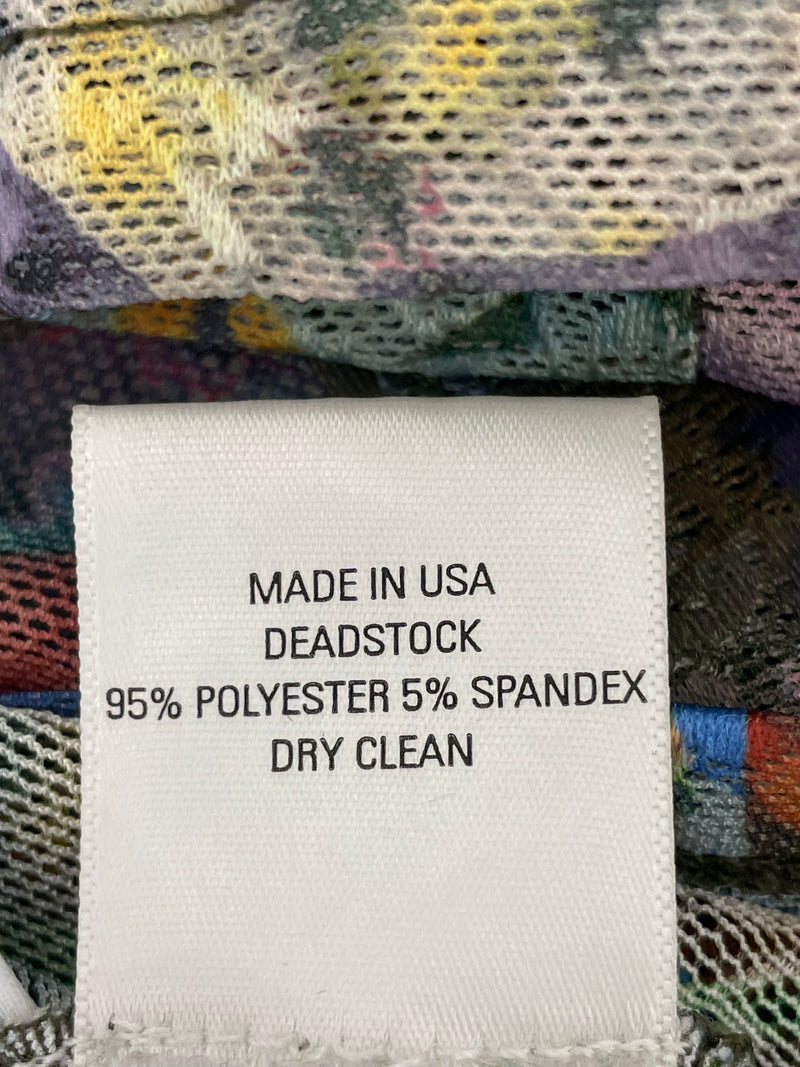 MADE IN USA
DEADSTOCK
95% POLYESTER 5% SPANDEX
DRY CLEAN